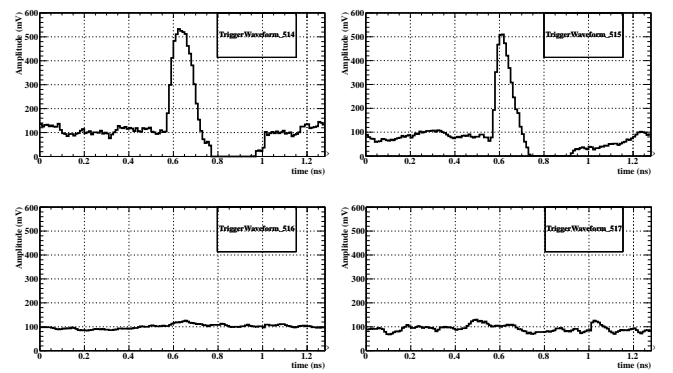 Amplitude (mV)
600
500
400
300
200
100
0
TriggerWaveform_514
0 0.2 0.4 0.6 0.8 1 1.2
time (ns)
Amplitude (mV)
600
500
400
300
200
100
0
TriggerWaveform_515
0 0.2 0.4 0.6 0.8 1 1.2
time (ns)
Amplitude (mV)
600
500
400
300
200
100
0
TriggerWaveform_516
0 0.2 0.4 0.6 0.8 1 1.2
time (ns)
Amplitude (mV)
600
500
400
300
200
100
0
TriggerWaveform_517
0 0.2 0.4 0.6 0.8 1 1.2
time (ns)